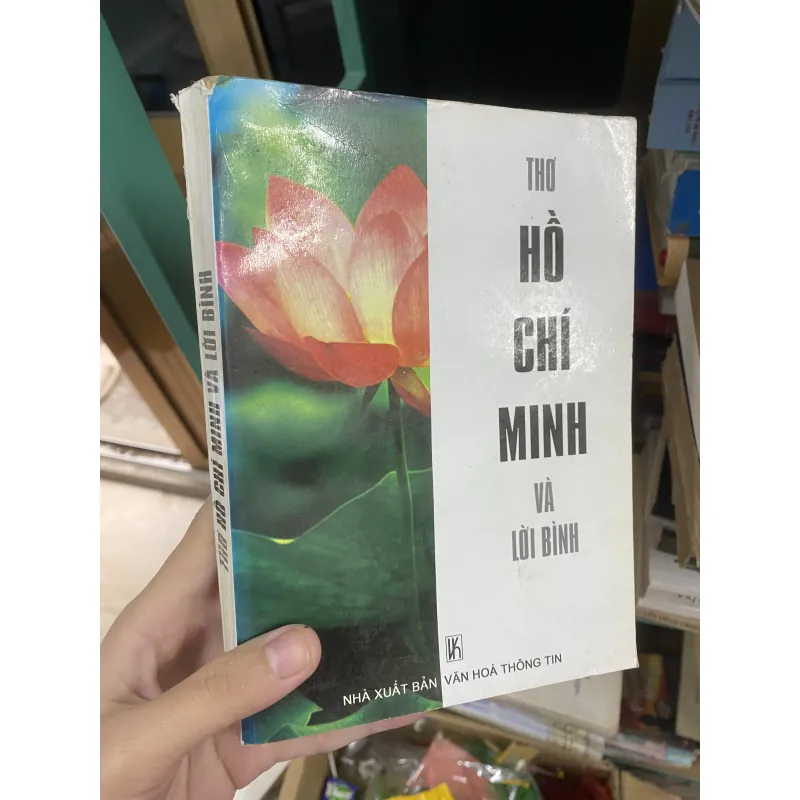 THƠ
HỒ
CHÍ
MINH
VÀ
LỜI BÌNH
NHÀ XUẤT BẢN VĂN HOÁ THÔNG TIN
THƠ HỒ CHÍ MINH VÀ LỜI BÌNH